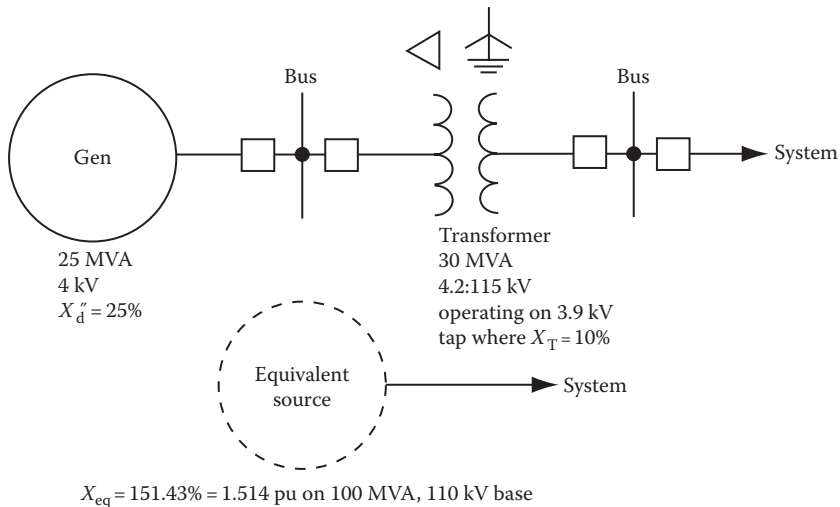 Bus
Bus
Gen
System
25 MVA
4 kV
X″d = 25%
Transformer
30 MVA
4.2:115 kV
operating on 3.9 kV
tap where XT = 10%
Equivalent
source
System
Xeq = 151.43% = 1.514 pu on 100 MVA, 110 kV base